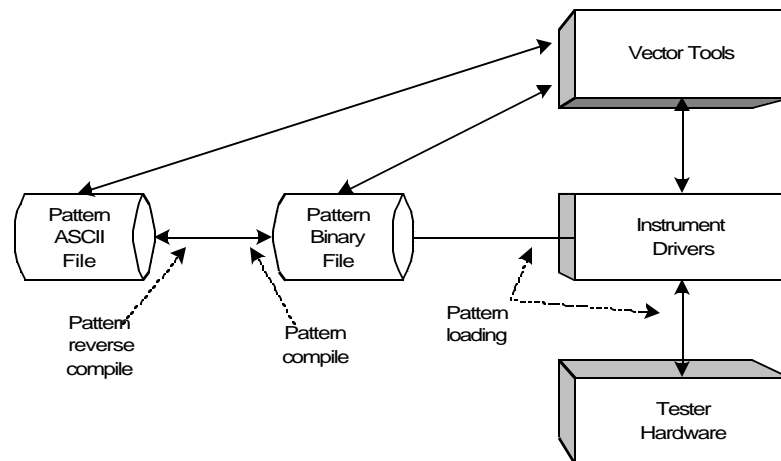 Vector Tools
Pattern
ASCII
File
Pattern
Binary
File
Instrument
Drivers
Pattern
reverse
compile
Pattern
compile
Pattern
loading
Tester
Hardware